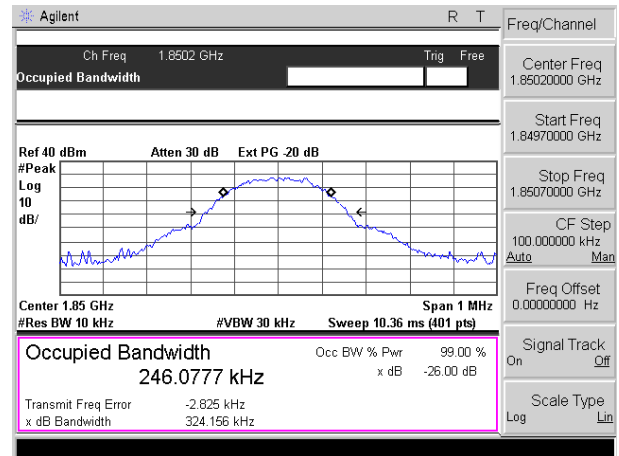 Agilent R T
Ch Freq 1.8502 GHz Trig Free
Occupied Bandwidth
Ref 40 dBm Atten 30 dB Ext PG -20 dB
#Peak
Log
10
dB/
Center 1.85 GHz Span 1 MHz
#Res BW 10 kHz #VBW 30 kHz Sweep 10.36 ms (401 pts)
Occupied Bandwidth Occ BW % Pwr 99.00 %
246.0777 kHz x dB -26.00 dB
Transmit Freq Error -2.825 kHz
x dB Bandwidth 324.156 kHz
Freq/Channel
Center Freq
1.85020000 GHz
Start Freq
1.84970000 GHz
Stop Freq
1.85070000 GHz
CF Step
100.000000 kHz
Auto Man
Freq Offset
0.00000000 Hz
Signal Track
On Off
Scale Type
Log Lin